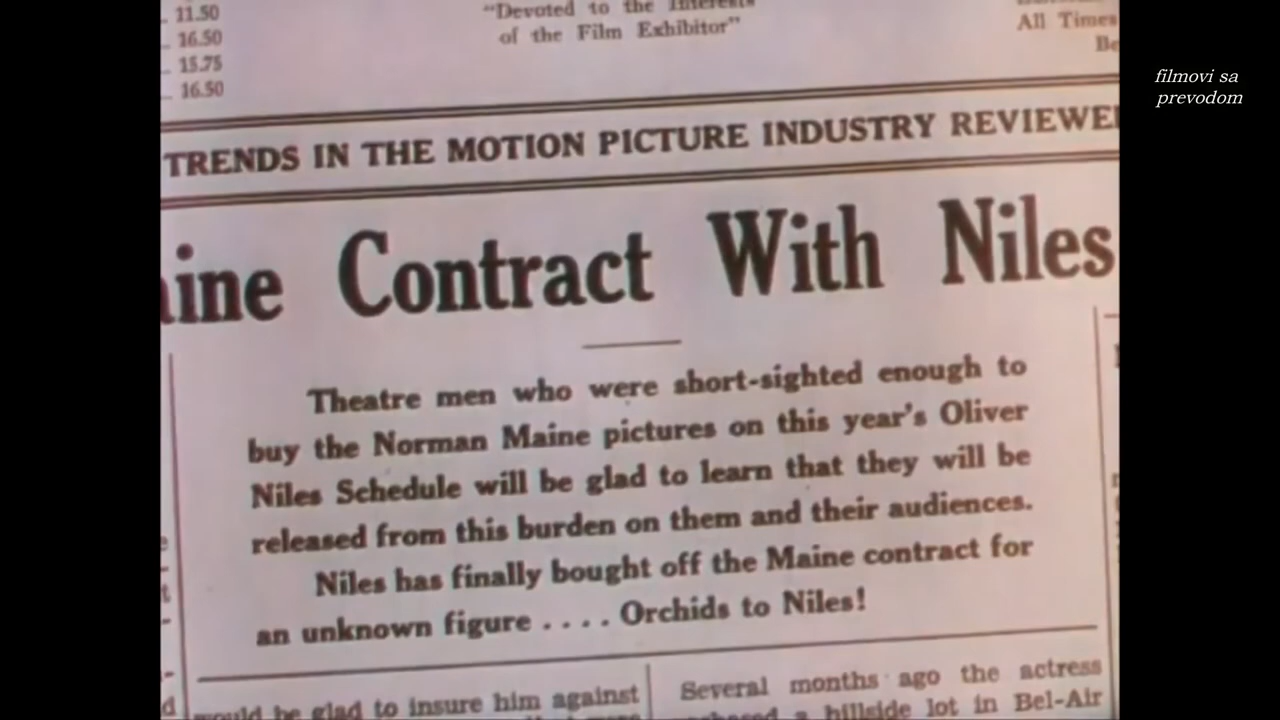 11.50
16.50
15.75
16.50
"Devoted to the Interests
of the Film Exhibitor"
All Times
filmovi sa
prevodom
TRENDS IN THE MOTION PICTURE INDUSTRY REVIEWE
ine Contract With Niles
Theatre men who were short-sighted enough to
buy the Norman Maine pictures on this year's Oliver
Niles Schedule will be glad to learn that they will be
released from this burden on them and their audiences.
Niles has finally bought off the Maine contract for
an unknown figure .... Orchids to Niles!
would be glad to insure him against
Several months ago the actress
a hillside lot in Bel-Air